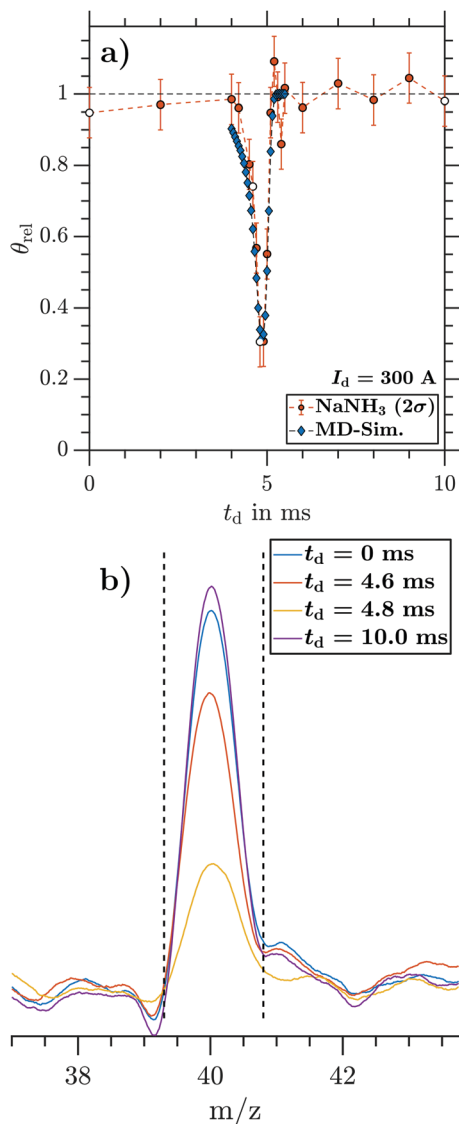 a)
1
0.8
0.6
0.4
0.2
0
θrel
Id = 300 A
NaNH3 (2σ)
MD-Sim.
0 5 10
td in ms
b)
td = 0 ms
td = 4.6 ms
td = 4.8 ms
td = 10.0 ms
38 40 42
m/z